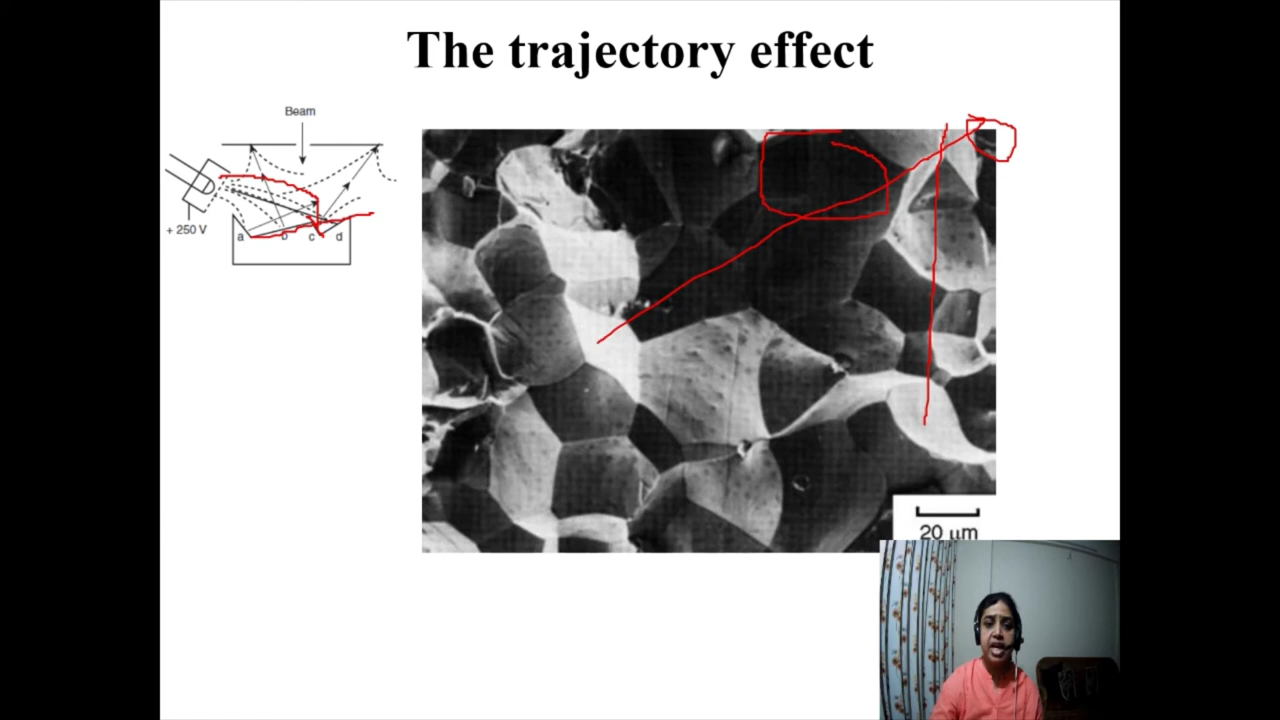 The trajectory effect
Beam
+ 250 V
a b c d
20 μm